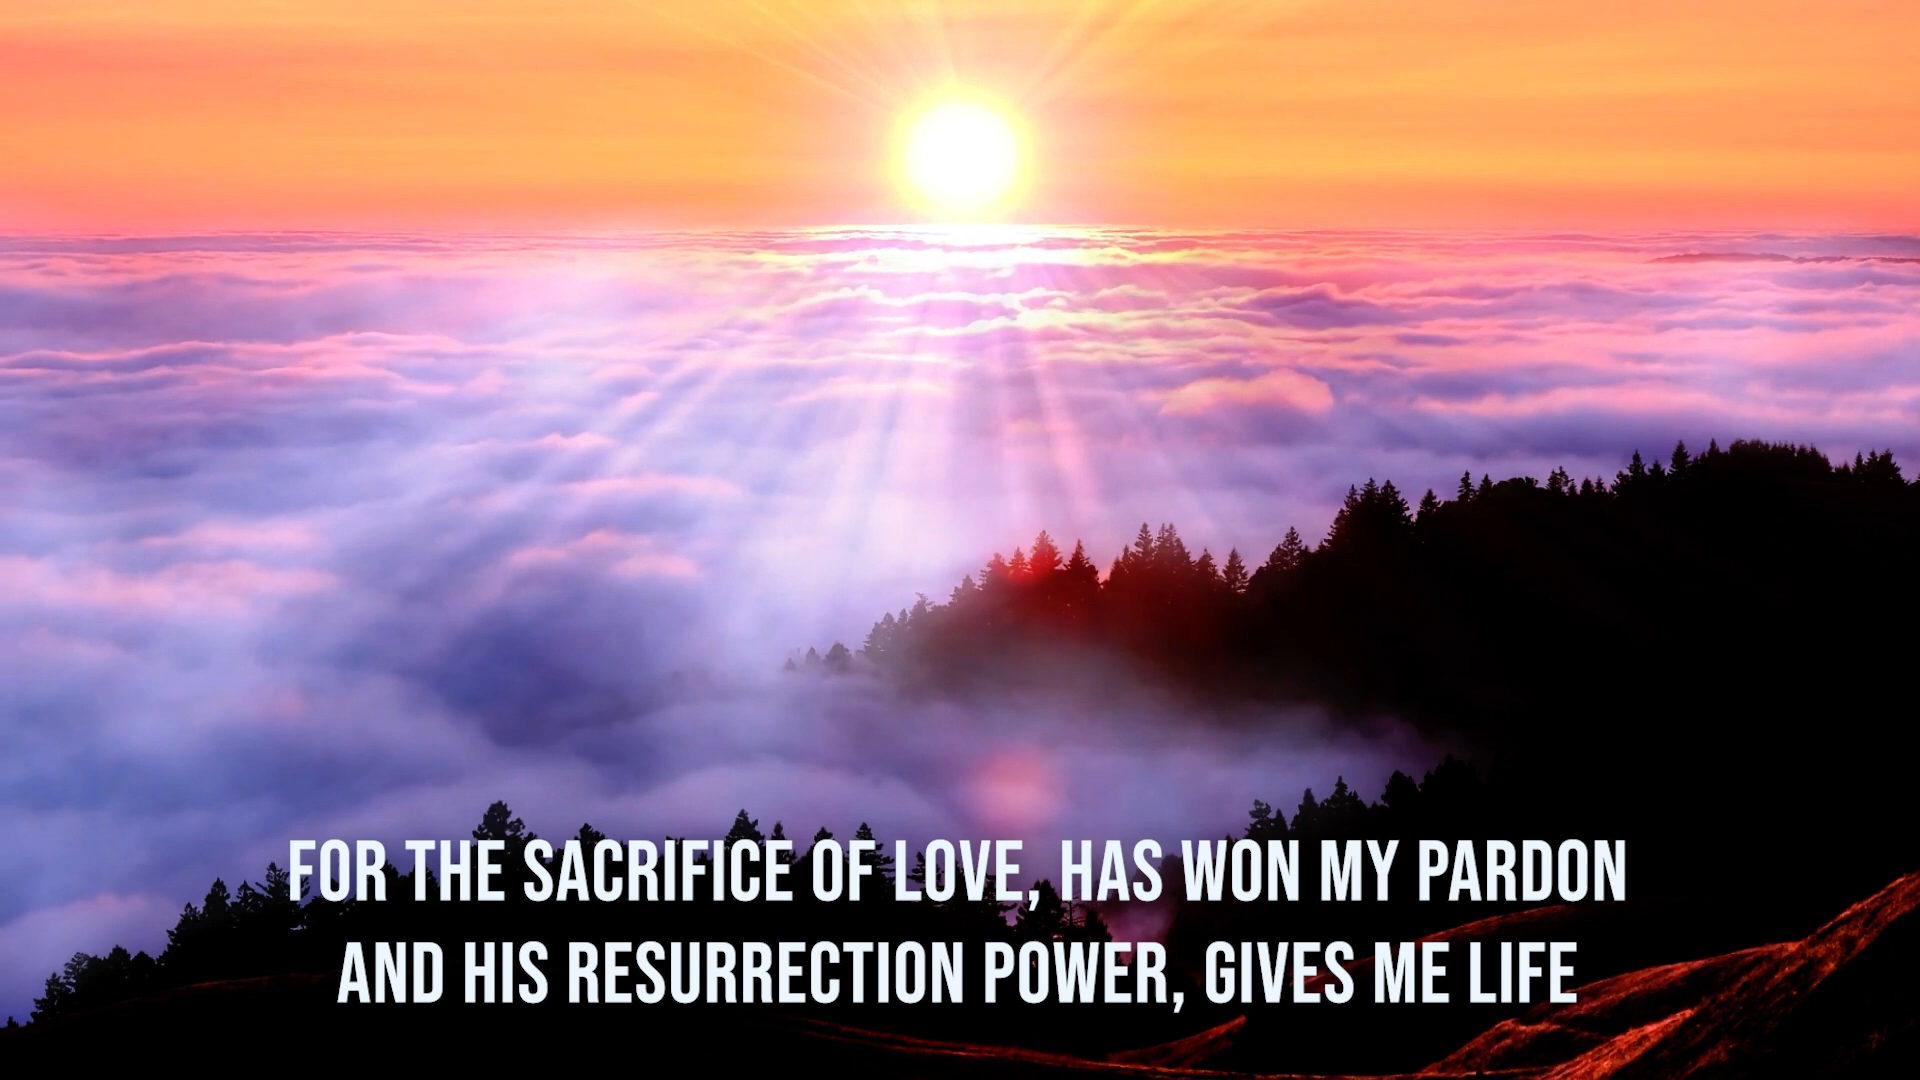 FOR THE SACRIFICE OF LOVE, HAS WON MY PARDON
AND HIS RESURRECTION POWER, GIVES ME LIFE